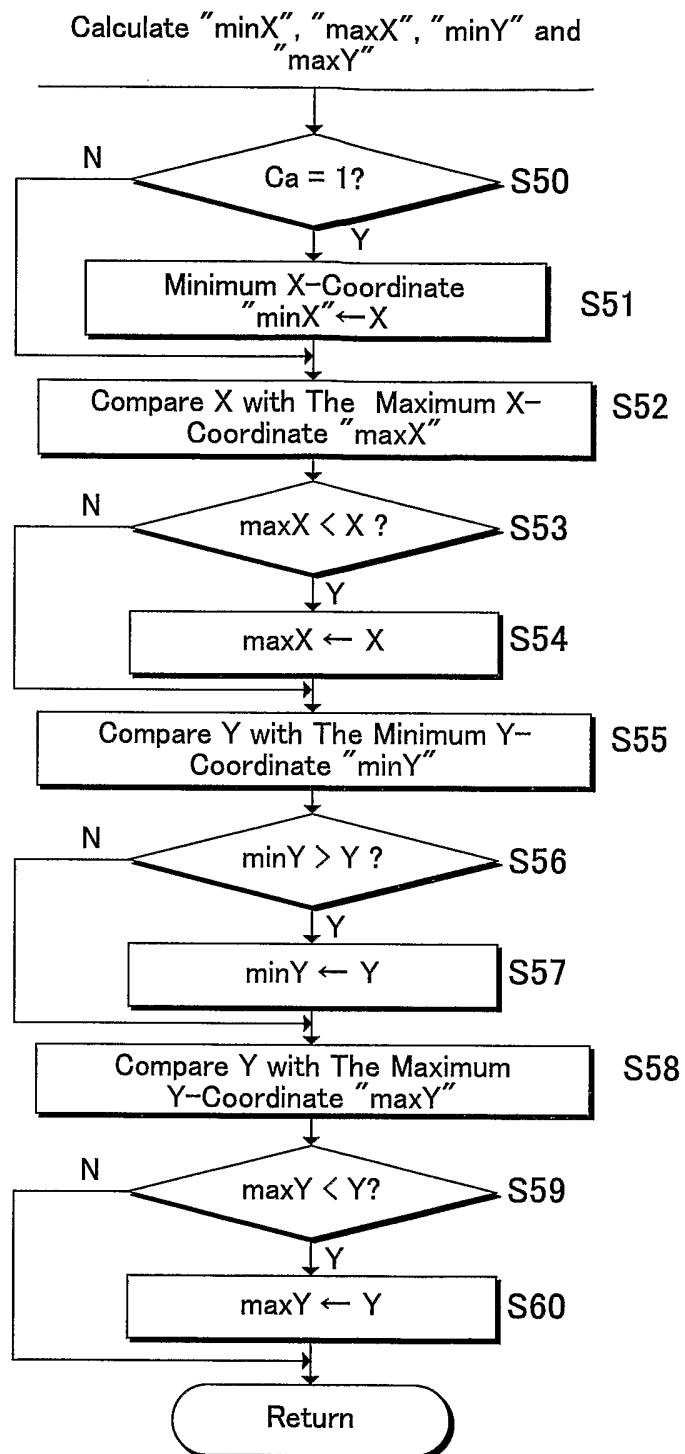 Calculate "minX", "maxX", "minY" and
"maxY"
N
Ca = 1?
S50
Y
Minimum X-Coordinate
"minX"←X
S51
Compare X with The Maximum X-
Coordinate "maxX"
S52
N
maxX < X ?
S53
Y
maxX ← X
S54
Compare Y with The Minimum Y-
Coordinate "minY"
S55
N
minY > Y ?
S56
Y
minY ← Y
S57
Compare Y with The Maximum
Y-Coordinate "maxY"
S58
N
maxY < Y?
S59
Y
maxY ← Y
S60
Return